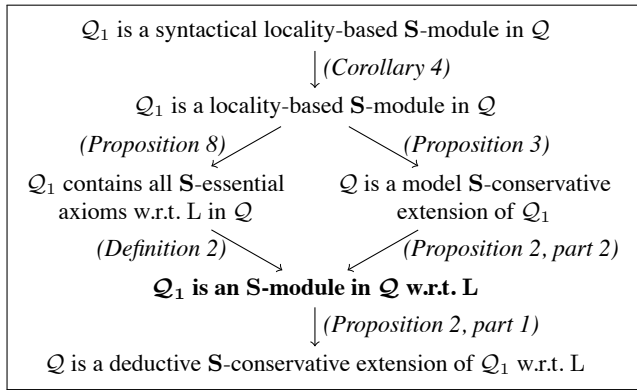 𝒬₁ is a syntactical locality-based S-module in 𝒬
(Corollary 4)
𝒬₁ is a locality-based S-module in 𝒬
(Proposition 8) (Proposition 3)
𝒬₁ contains all S-essential 𝒬 is a model S-conservative
axioms w.r.t. L in 𝒬 extension of 𝒬₁
(Definition 2) (Proposition 2, part 2)
𝒬₁ is an S-module in 𝒬 w.r.t. L
(Proposition 2, part 1)
𝒬 is a deductive S-conservative extension of 𝒬₁ w.r.t. L